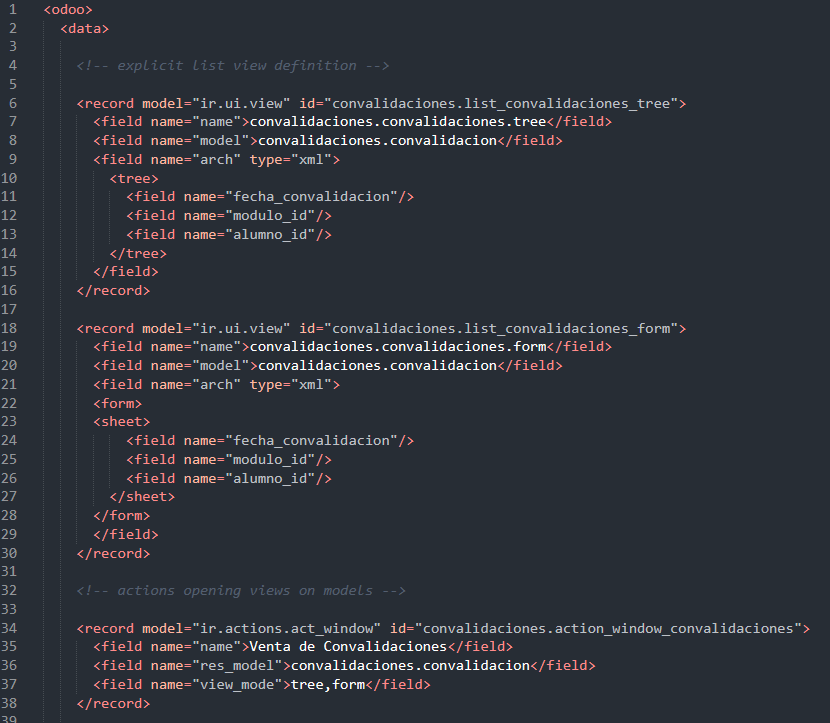 1 <odoo>
2 <data>
3
4 <!-- explicit list view definition -->
5
6 <record model="ir.ui.view" id="convalidaciones.list_convalidaciones_tree">
7 <field name="name">convalidaciones.convalidaciones.tree</field>
8 <field name="model">convalidaciones.convalidacion</field>
9 <field name="arch" type="xml">
10 <tree>
11 <field name="fecha_convalidacion"/>
12 <field name="modulo_id"/>
13 <field name="alumno_id"/>
14 </tree>
15 </field>
16 </record>
17
18 <record model="ir.ui.view" id="convalidaciones.list_convalidaciones_form">
19 <field name="name">convalidaciones.convalidaciones.form</field>
20 <field name="model">convalidaciones.convalidacion</field>
21 <field name="arch" type="xml">
22 <form>
23 <sheet>
24 <field name="fecha_convalidacion"/>
25 <field name="modulo_id"/>
26 <field name="alumno_id"/>
27 </sheet>
28 </form>
29 </field>
30 </record>
31
32 <!-- actions opening views on models -->
33
34 <record model="ir.actions.act_window" id="convalidaciones.action_window_convalidaciones">
35 <field name="name">Venta de Convalidaciones</field>
36 <field name="res_model">convalidaciones.convalidacion</field>
37 <field name="view_mode">tree,form</field>
38 </record>
39